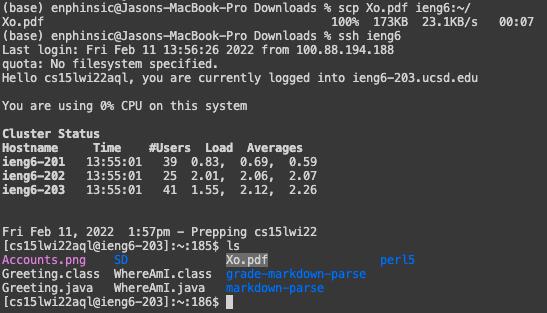 (base) enphinsic@Jasons-MacBook-Pro Downloads % scp Xo.pdf ieng6:~/
Xo.pdf 100% 173KB 23.1KB/s 00:07
(base) enphinsic@Jasons-MacBook-Pro Downloads % ssh ieng6
Last login: Fri Feb 11 13:56:26 2022 from 100.88.194.188
quota: No filesystem specified.
Hello cs15lwi22aql, you are currently logged into ieng6-203.ucsd.edu
You are using 0% CPU on this system
Cluster Status
Hostname Time #Users Load Averages
ieng6-201 13:55:01 39 0.83, 0.69, 0.59
ieng6-202 13:55:01 25 2.01, 2.06, 2.07
ieng6-203 13:55:01 41 1.55, 2.12, 2.26
Fri Feb 11, 2022 1:57pm - Prepping cs15lwi22
[cs15lwi22aql@ieng6-203]:~:185$ ls
Accounts.png SD Xo.pdf perl5
Greeting.class WhereAmI.class grade-markdown-parse
Greeting.java WhereAmI.java markdown-parse
[cs15lwi22aql@ieng6-203]:~:186$